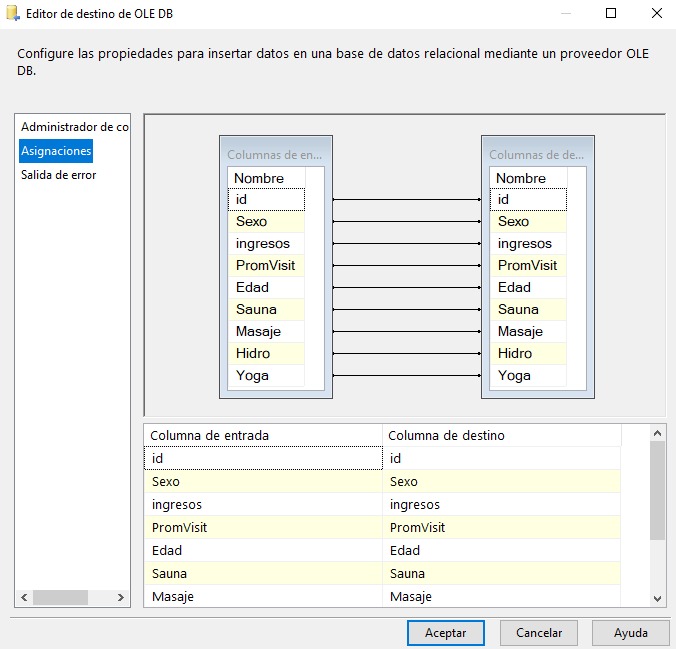 Editor de destino de OLE DB
Configure las propiedades para insertar datos en una base de datos relacional mediante un proveedor OLE
DB.
Administrador de co
Asignaciones
Salida de error
Columnas de en...
Nombre
id
Sexo
ingresos
PromVisit
Edad
Sauna
Masaje
Hidro
Yoga
Columnas de de...
Nombre
id
Sexo
ingresos
PromVisit
Edad
Sauna
Masaje
Hidro
Yoga
Columna de entrada Columna de destino
id id
Sexo Sexo
ingresos ingresos
PromVisit PromVisit
Edad Edad
Sauna Sauna
Masaje Masaje
Aceptar Cancelar Ayuda